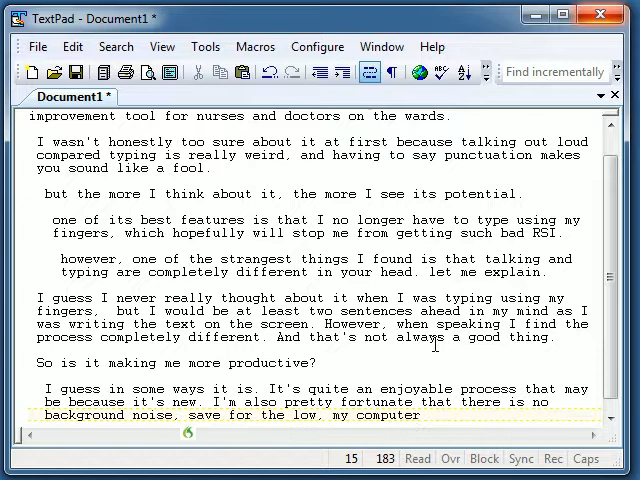 TextPad - Document1 *
File Edit Search View Tools Macros Configure Window Help
Find incrementally
Document1 *
improvement tool for nurses and doctors on the wards.
I wasn't honestly too sure about it at first because talking out loud
compared typing is really weird, and having to say punctuation makes
you sound like a fool.
but the more I think about it, the more I see its potential.
one of its best features is that I no longer have to type using my
fingers, which hopefully will stop me from getting such bad RSI.
however, one of the strangest things I found is that talking and
typing are completely different in your head. let me explain.
I guess I never really thought about it when I was typing using my
fingers,  but I would be at least two sentences ahead in my mind as I
was writing the text on the screen. However, when speaking I find the
process completely different. And that's not always a good thing.
So is it making me more productive?
I guess in some ways it is. It's quite an enjoyable process that may
be because it's new. I'm also pretty fortunate that there is no
background noise, save for the low, my computer
15 183 Read Ovr Block Sync Rec Caps